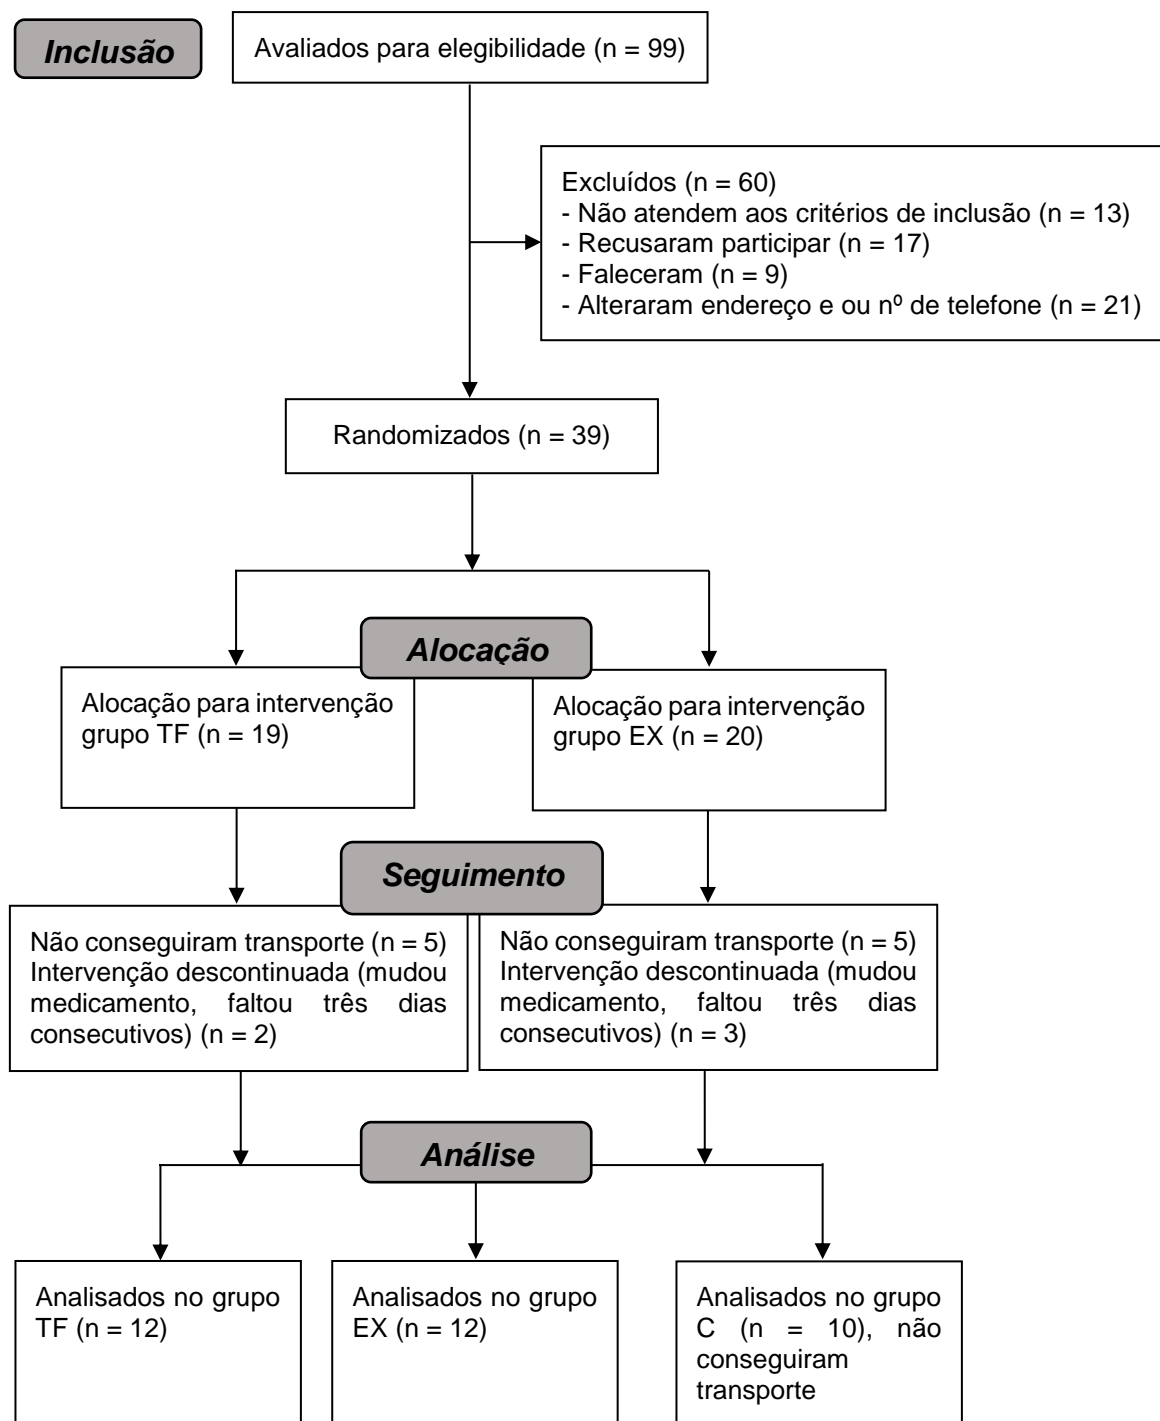 Inclusão
Avaliados para elegibilidade (n = 99)
Excluídos (n = 60)
- Não atendem aos critérios de inclusão (n = 13)
- Recusaram participar (n = 17)
- Faleceram (n = 9)
- Alteraram endereço e ou nº de telefone (n = 21)
Randomizados (n = 39)
Alocação
Alocação para intervenção
grupo TF (n = 19)
Alocação para intervenção
grupo EX (n = 20)
Seguimento
Não conseguiram transporte (n = 5)
Intervenção descontinuada (mudou
medicamento, faltou três dias
consecutivos) (n = 2)
Não conseguiram transporte (n = 5)
Intervenção descontinuada (mudou
medicamento, faltou três dias
consecutivos) (n = 3)
Análise
Analisados no grupo
TF (n = 12)
Analisados no grupo
EX (n = 12)
Analisados no grupo
C (n = 10), não
conseguiram
transporte